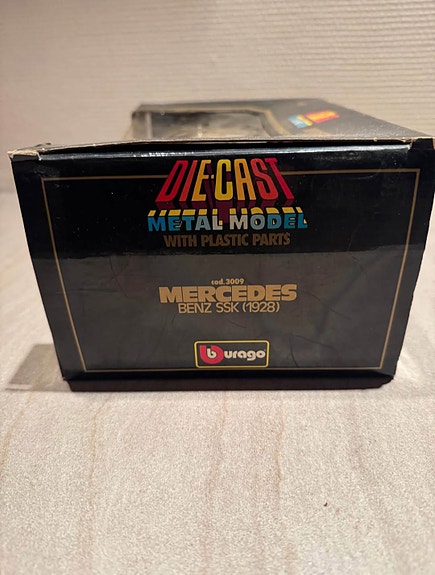 DIE-CAST
METAL MODEL
WITH PLASTIC PARTS
cod.3009
MERCEDES
BENZ SSK (1928)
burago